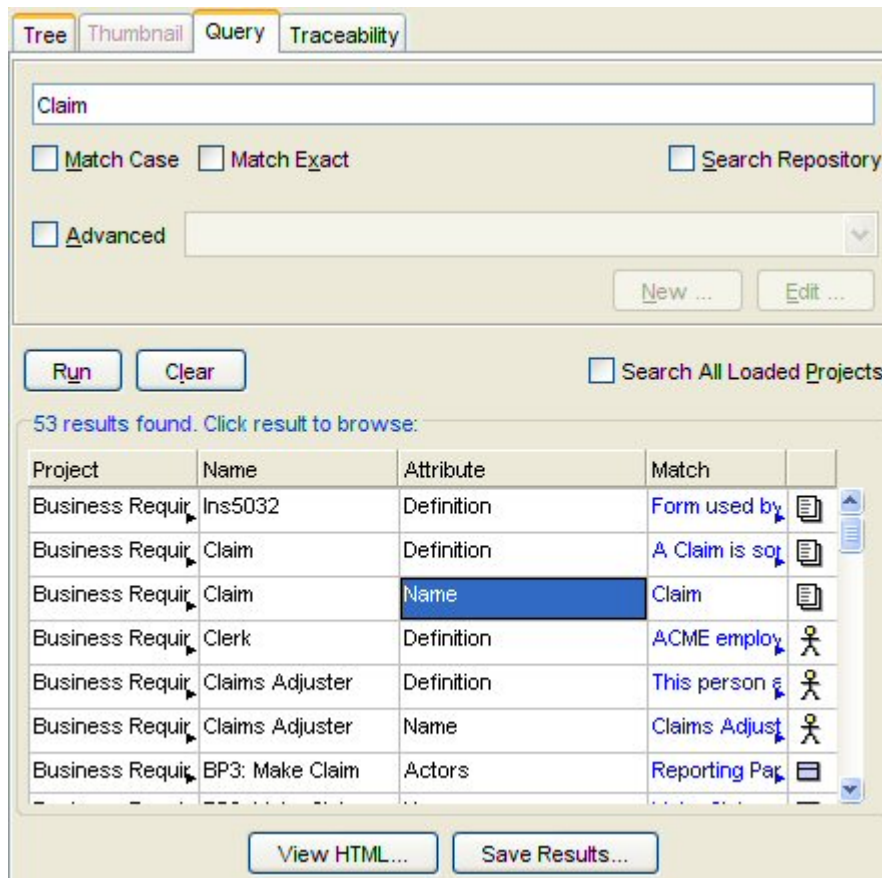 Tree Thumbnail Query Traceability
Claim
Match Case Match Exact Search Repository
Advanced
New ... Edit ...
Run Clear Search All Loaded Projects
53 results found. Click result to browse:
Project Name Attribute Match
Business Requir Ins5032 Definition Form used by
Business Requir Claim Definition A Claim is
Business Requir Claim Name Claim
Business Requir Clerk Definition ACME employ
Business Requir Claims Adjuster Definition This person
Business Requir Claims Adjuster Name Claims Adjust
Business Requir BP3: Make Claim Actors Reporting Par
View HTML... Save Results...